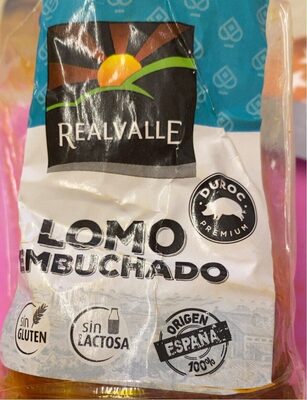 REALVALLE
DUROC
PREMIUM
LOMO
EMBUCHADO
sin
GLUTEN
sin
LACTOSA
ORIGEN
ESPAÑA
100%